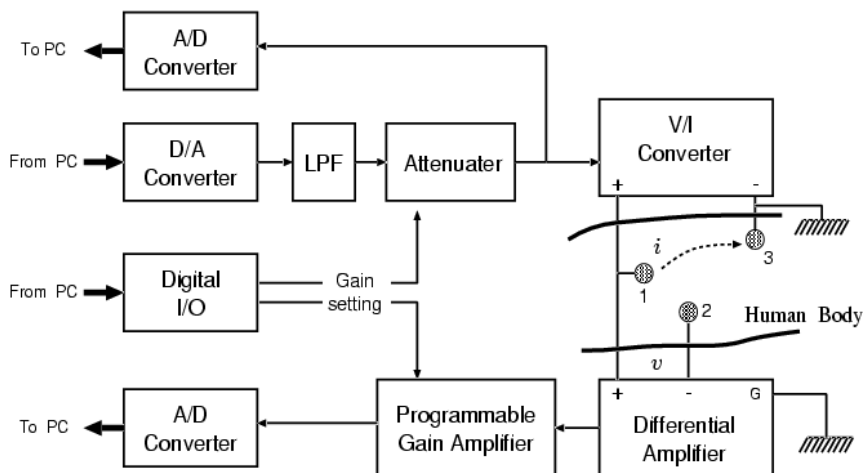 To PC
A/D
Converter
From PC
D/A
Converter
LPF
Attenuater
V/I
Converter
+
-
i
3
1
From PC
Digital
I/O
Gain
setting
2
Human Body
v
To PC
A/D
Converter
Programmable
Gain Amplifier
+
-
G
Differential
Amplifier